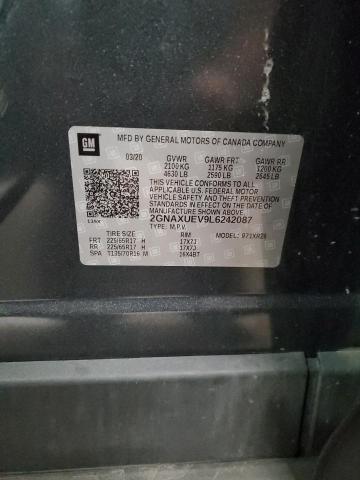 GM
MFD BY GENERAL MOTORS OF CANADA COMPANY
03/20 GVWR GAWR FRT GAWR RR
2100 KG 1175 KG 1200 KG
4630 LB 2590 LB 2645 LB
THIS VEHICLE CONFORMS TO ALL
APPLICABLE U.S. FEDERAL MOTOR
VEHICLE SAFETY, BUMPER, AND THEFT
PREVENTION STANDARDS IN EFFECT
ON THE DATE OF
MANUFACTURE SHOWN ABOVE.
2GNAXUEV9L6242087
TYPE: M.P.V. MODEL: 971XR26
RIM
FRT 225/65R17 H 17X7J
RR 225/65R17 H 17X7J
SPA T135/70R16 M 16X4BT